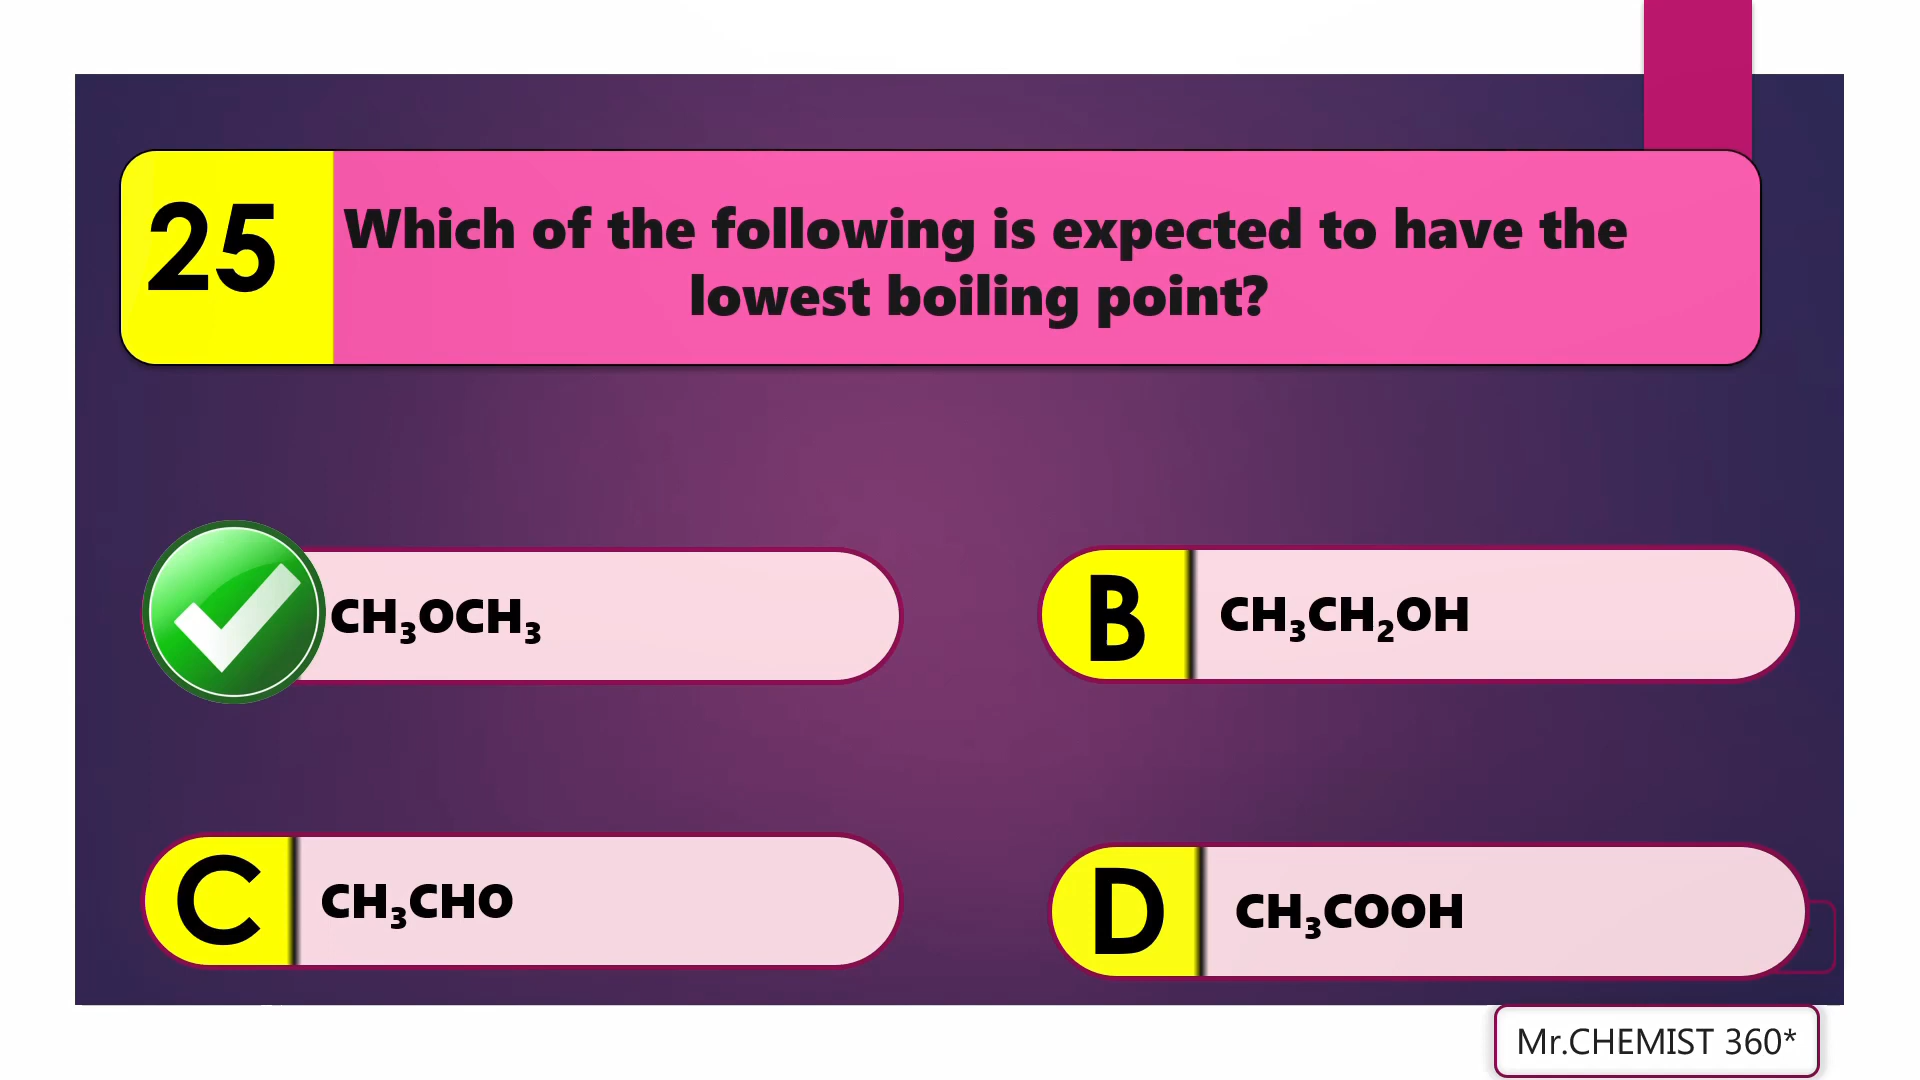 25
Which of the following is expected to have the
lowest boiling point?
CH₃OCH₃
B CH₃CH₂OH
C CH₃CHO
D CH₃COOH
Mr.CHEMIST 360*